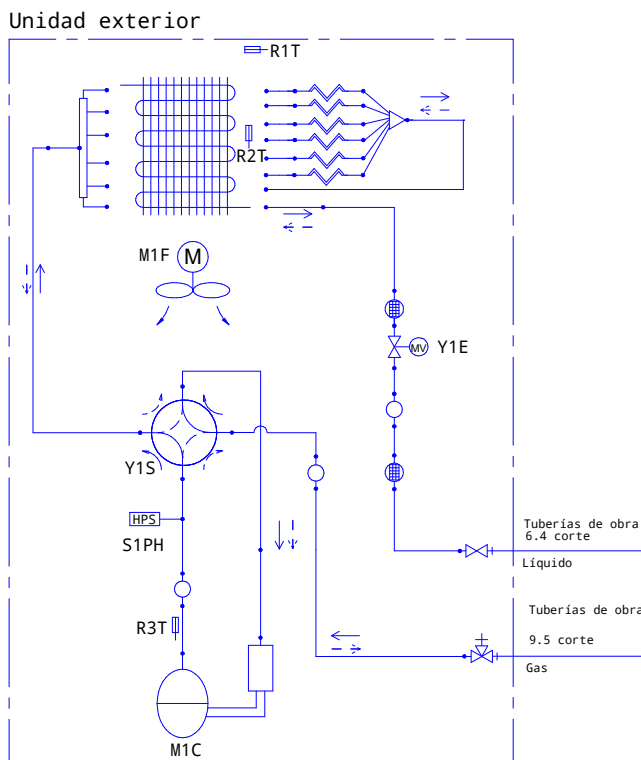 Unidad exterior
R1T
R2T
M1F
M
MV
Y1E
Y1S
HPS
S1PH
Tuberías de obra
6.4 corte
Líquido
Tuberías de obra
9.5 corte
Gas
R3T
M1C